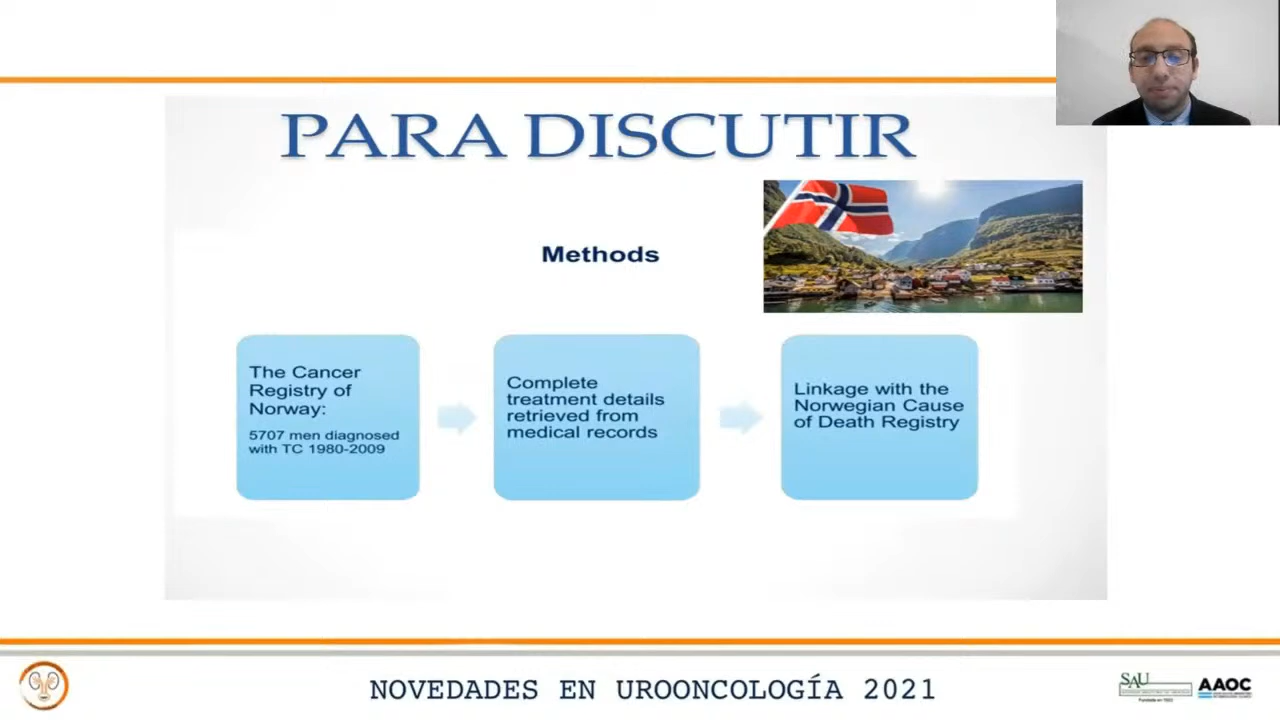 PARA DISCUTIR
Methods
The Cancer
Registry of
Norway:
5707 men diagnosed
with TC 1980-2009
Complete
treatment details
retrieved from
medical records
Linkage with the
Norwegian Cause
of Death Registry
NOVEDADES EN UROONCOLOGÍA 2021
SAU
AAOC